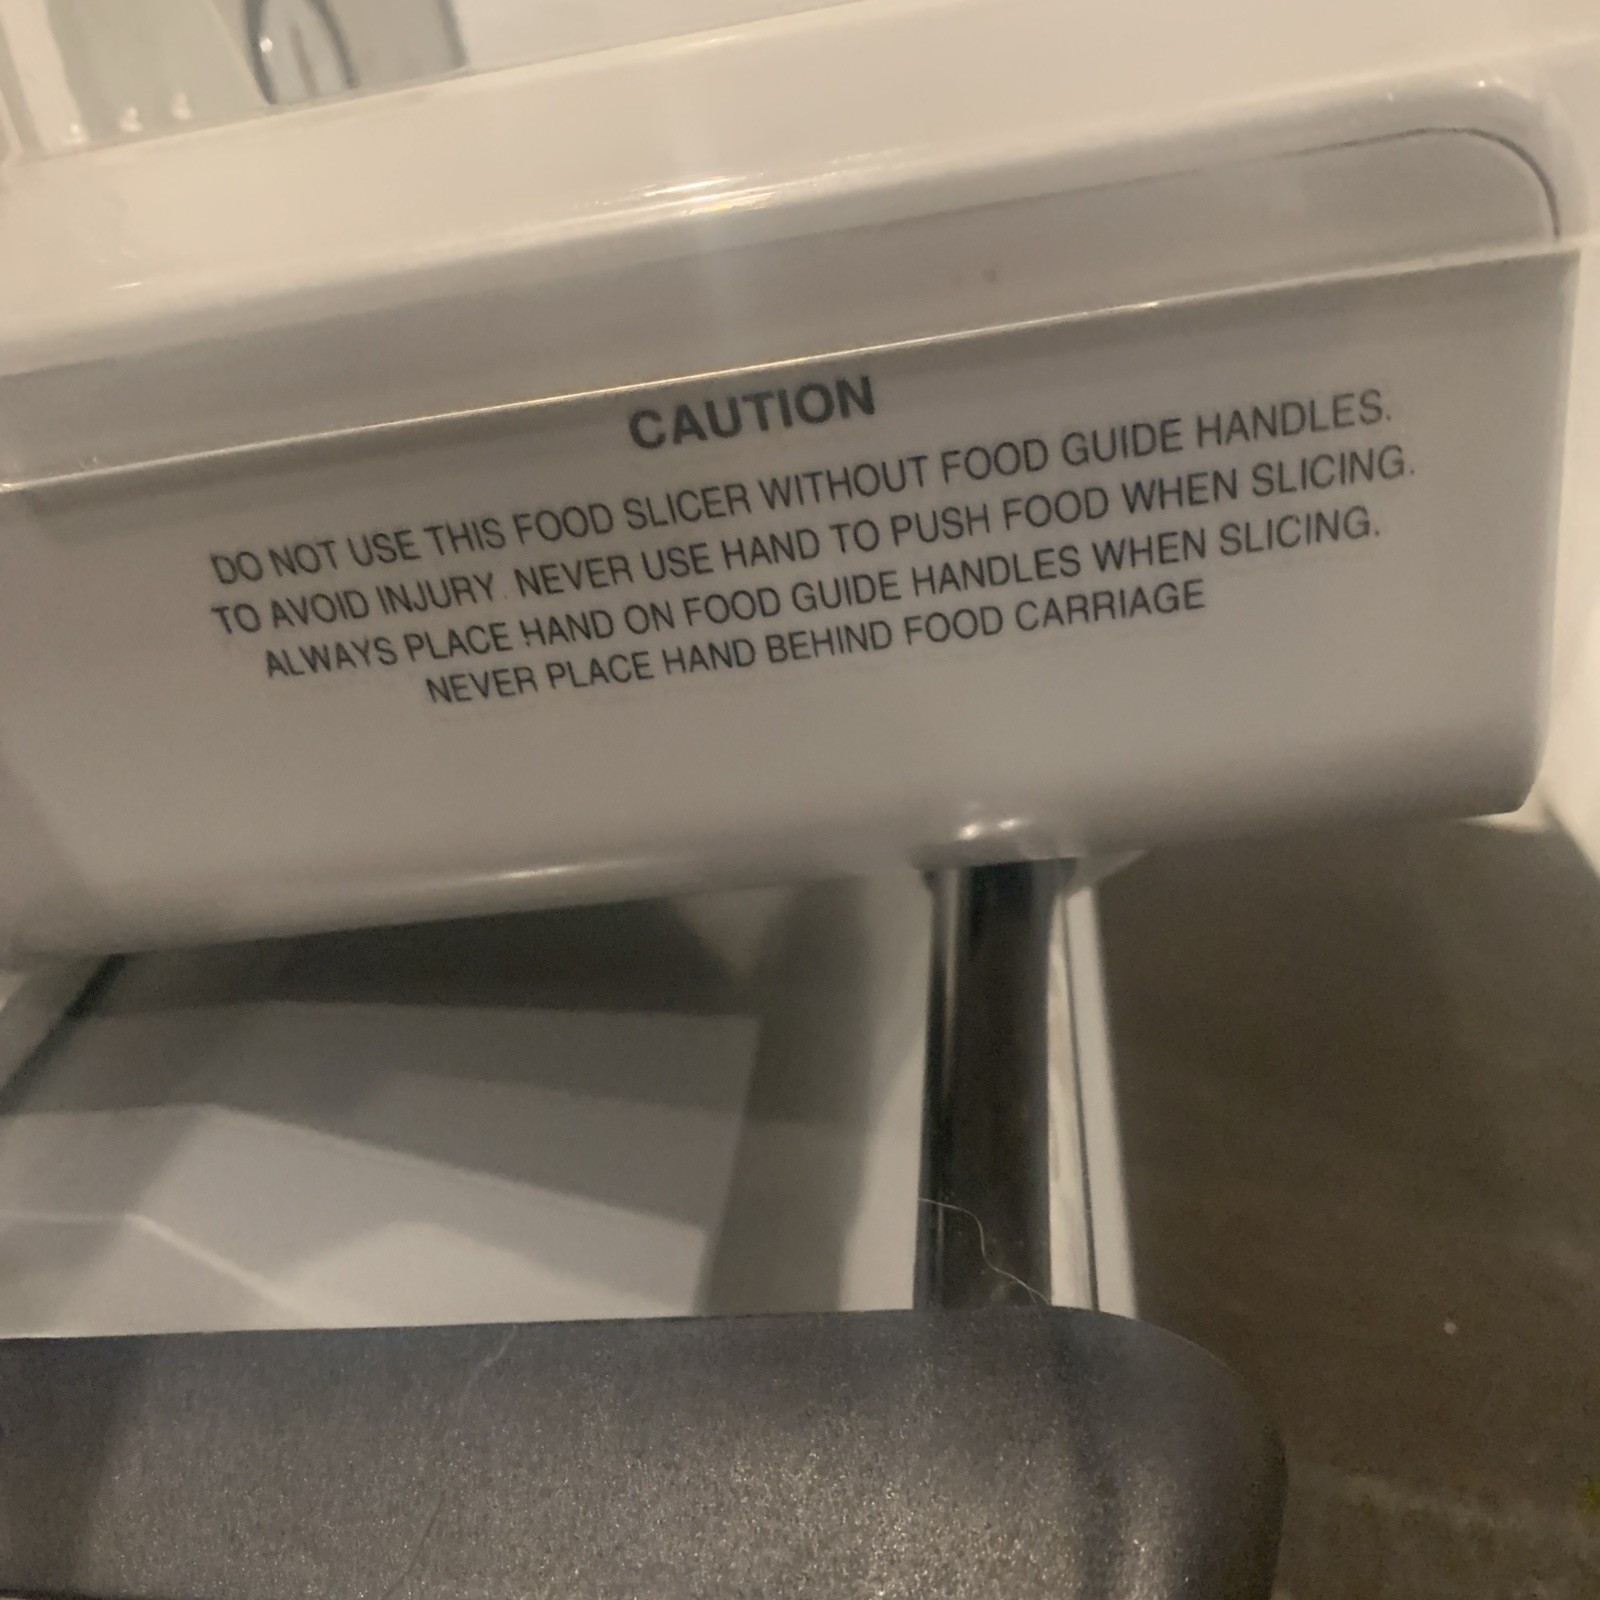 CAUTION
DO NOT USE THIS FOOD SLICER WITHOUT FOOD GUIDE HANDLES.
TO AVOID INJURY. NEVER USE HAND TO PUSH FOOD WHEN SLICING.
ALWAYS PLACE HAND ON FOOD GUIDE HANDLES WHEN SLICING.
NEVER PLACE HAND BEHIND FOOD CARRIAGE